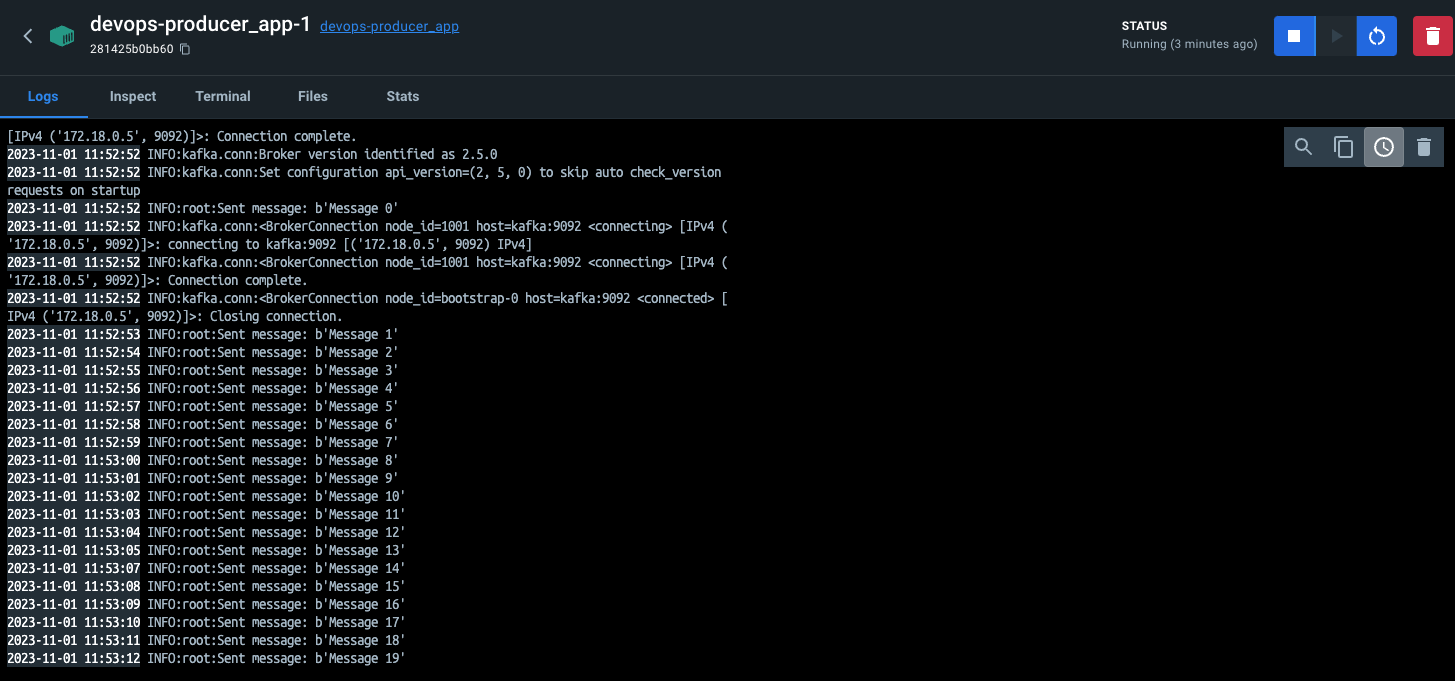 devops-producer_app-1 devops-producer_app
281425b0bb60
STATUS
Running (3 minutes ago)
Logs Inspect Terminal Files Stats
[IPv4 ('172.18.0.5', 9092)]>: Connection complete.
2023-11-01 11:52:52 INFO:kafka.conn:Broker version identified as 2.5.0
2023-11-01 11:52:52 INFO:kafka.conn:Set configuration api_version=(2, 5, 0) to skip auto check_version
requests on startup
2023-11-01 11:52:52 INFO:root:Sent message: b'Message 0'
2023-11-01 11:52:52 INFO:kafka.conn:<BrokerConnection node_id=1001 host=kafka:9092 <connecting> [IPv4 (
'172.18.0.5', 9092)]>: connecting to kafka:9092 [('172.18.0.5', 9092) IPv4]
2023-11-01 11:52:52 INFO:kafka.conn:<BrokerConnection node_id=1001 host=kafka:9092 <connecting> [IPv4 (
'172.18.0.5', 9092)]>: Connection complete.
2023-11-01 11:52:52 INFO:kafka.conn:<BrokerConnection node_id=bootstrap-0 host=kafka:9092 <connected> [
IPv4 ('172.18.0.5', 9092)]>: Closing connection.
2023-11-01 11:52:53 INFO:root:Sent message: b'Message 1'
2023-11-01 11:52:54 INFO:root:Sent message: b'Message 2'
2023-11-01 11:52:55 INFO:root:Sent message: b'Message 3'
2023-11-01 11:52:56 INFO:root:Sent message: b'Message 4'
2023-11-01 11:52:57 INFO:root:Sent message: b'Message 5'
2023-11-01 11:52:58 INFO:root:Sent message: b'Message 6'
2023-11-01 11:52:59 INFO:root:Sent message: b'Message 7'
2023-11-01 11:53:00 INFO:root:Sent message: b'Message 8'
2023-11-01 11:53:01 INFO:root:Sent message: b'Message 9'
2023-11-01 11:53:02 INFO:root:Sent message: b'Message 10'
2023-11-01 11:53:03 INFO:root:Sent message: b'Message 11'
2023-11-01 11:53:04 INFO:root:Sent message: b'Message 12'
2023-11-01 11:53:05 INFO:root:Sent message: b'Message 13'
2023-11-01 11:53:07 INFO:root:Sent message: b'Message 14'
2023-11-01 11:53:08 INFO:root:Sent message: b'Message 15'
2023-11-01 11:53:09 INFO:root:Sent message: b'Message 16'
2023-11-01 11:53:10 INFO:root:Sent message: b'Message 17'
2023-11-01 11:53:11 INFO:root:Sent message: b'Message 18'
2023-11-01 11:53:12 INFO:root:Sent message: b'Message 19'